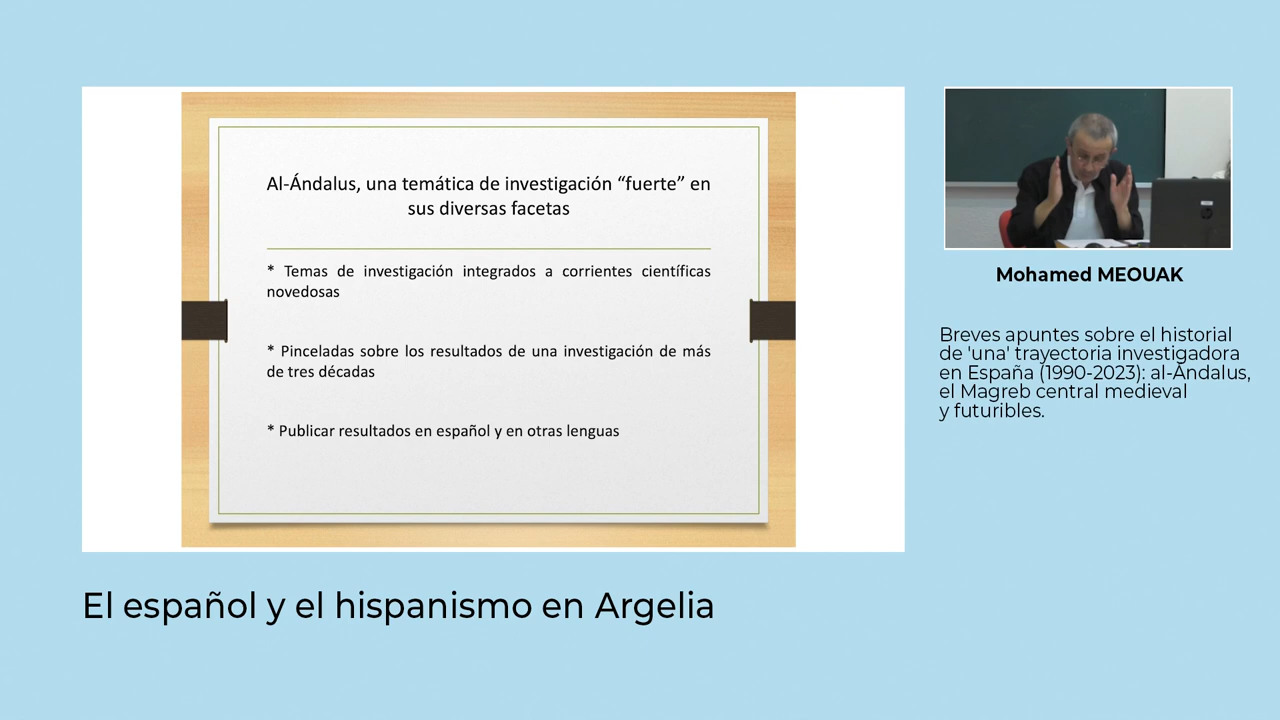 Al-Ándalus, una temática de investigación “fuerte” en
sus diversas facetas
* Temas de investigación integrados a corrientes científicas
novedosas
* Pinceladas sobre los resultados de una investigación de más
de tres décadas
* Publicar resultados en español y en otras lenguas
Mohamed MEOUAK
Breves apuntes sobre el historial
de 'una' trayectoria investigadora
en España (1990-2023): al-Ándalus,
el Magreb central medieval
y futuribles.
El español y el hispanismo en Argelia